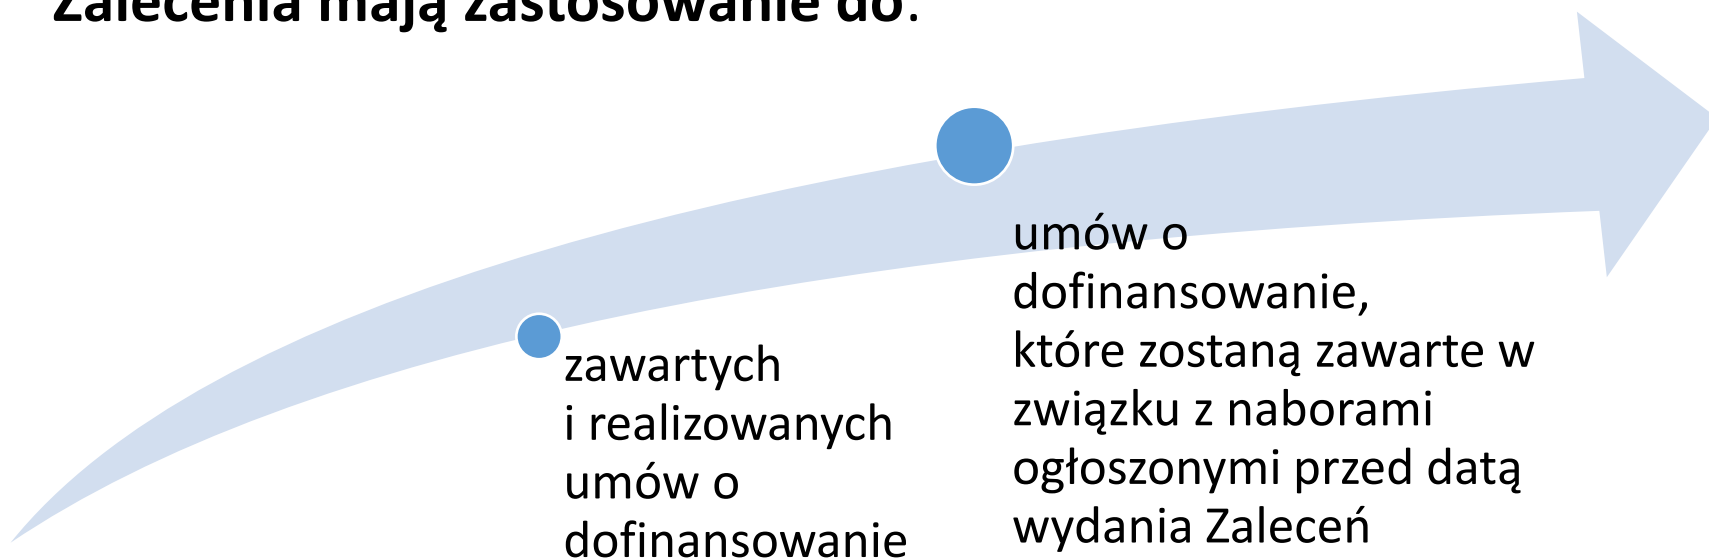 Zalecenia mają zastosowanie do:
zawartych
i realizowanych
umów o
dofinansowanie
umów o
dofinansowanie,
które zostaną zawarte w
związku z naborami
ogłoszonymi przed datą
wydania Zaleceń